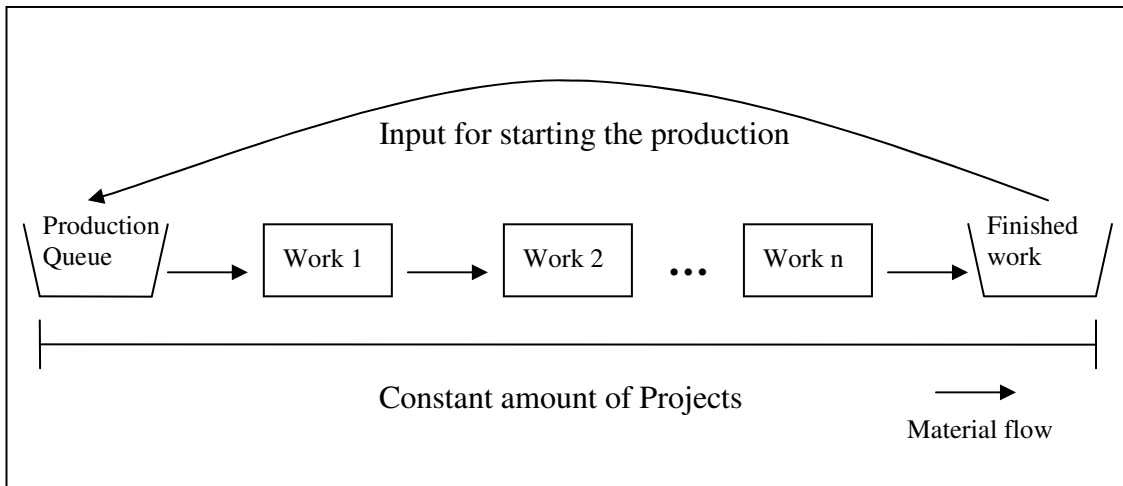 Input for starting the production
Production
Queue
Work 1
Work 2
...
Work n
Finished
work
Constant amount of Projects
Material flow